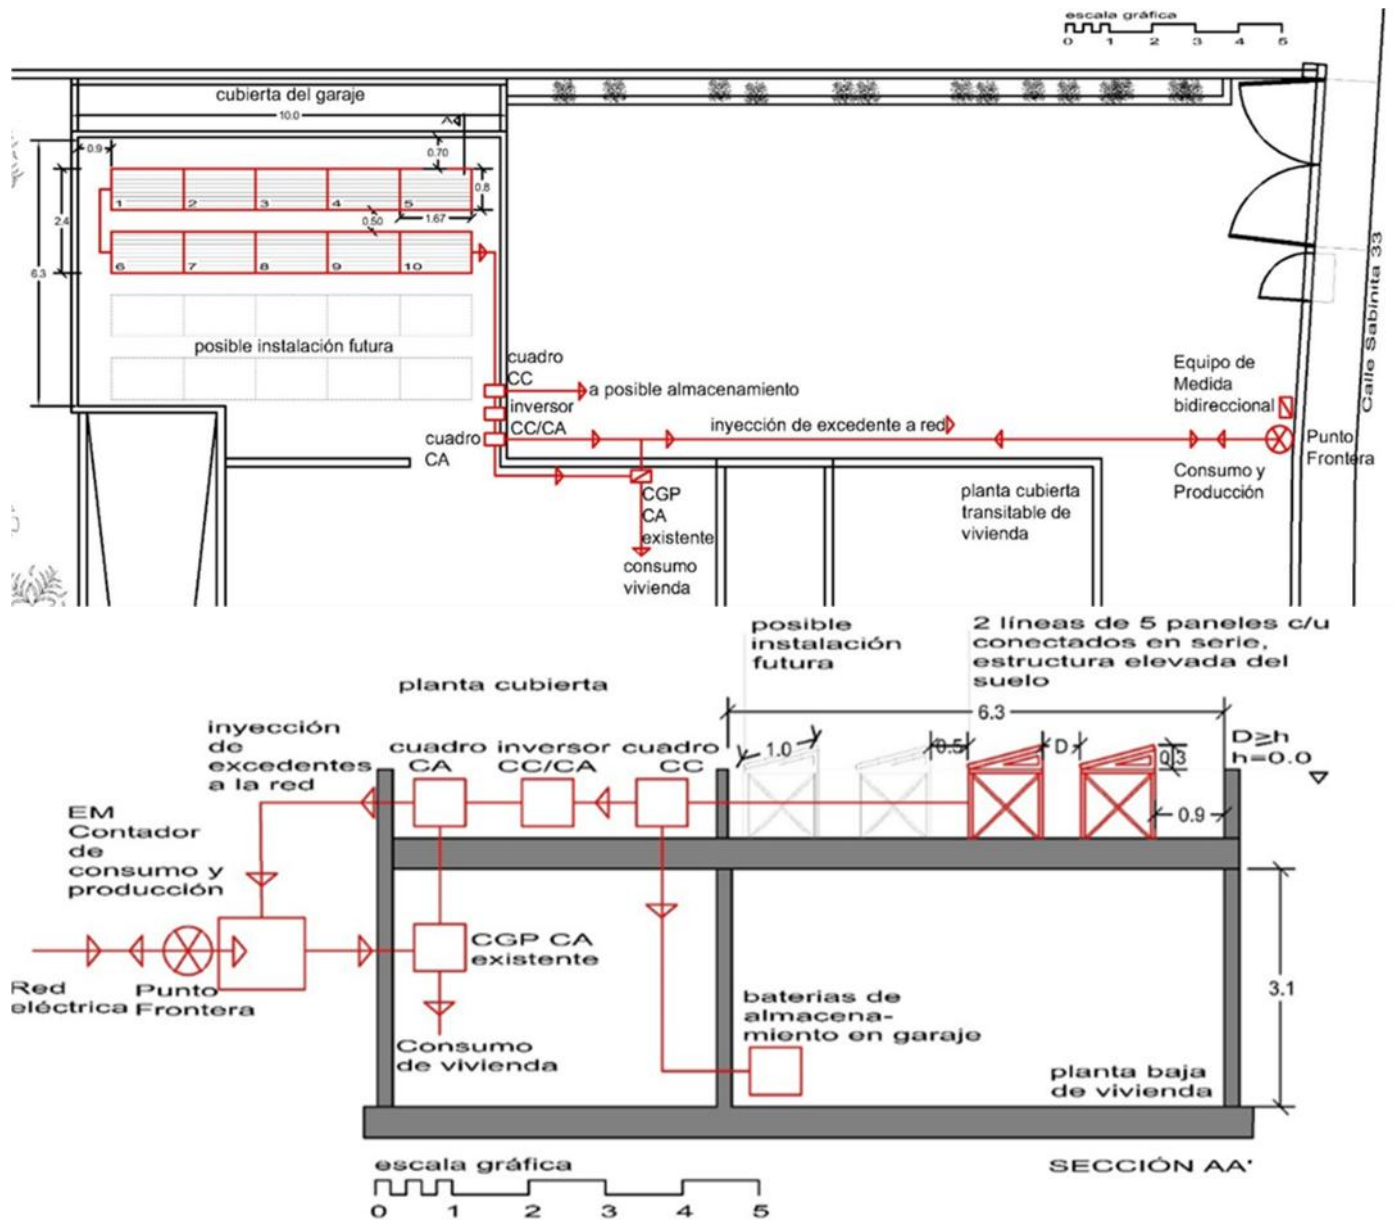 escala gráfica
0 1 2 3 4 5
cubierta del garaje
10.0
A
0.9
0.70
0.8
1 2 3 4 5
2.4
0.50
1.67
6.3
6 7 8 9 10
posible instalación futura
cuadro
CC
a posible almacenamiento
inversor
CC/CA
cuadro
CA
inyección de excedente a red
Equipo de
Medida
bidireccional
Punto
Frontera
Consumo y
Producción
Calle Sabinita 33
CGP
CA
existente
consumo
vivienda
planta cubierta
transitable de
vivienda
posible
instalación
futura
2 líneas de 5 paneles c/u
conectados en serie,
estructura elevada del
suelo
planta cubierta
6.3
inyección
de
excedentes
a la red
cuadro
CA
inversor
CC/CA
cuadro
CC
1.0
0.5
D
0.3
D≥h
h=0.0
0.9
EM
Contador
de
consumo y
producción
CGP CA
existente
Red
eléctrica
Punto
Frontera
Consumo
de vivienda
baterias de
almacena-
miento en garaje
3.1
planta baja
de vivienda
escala gráfica
0 1 2 3 4 5
SECCIÓN AA'